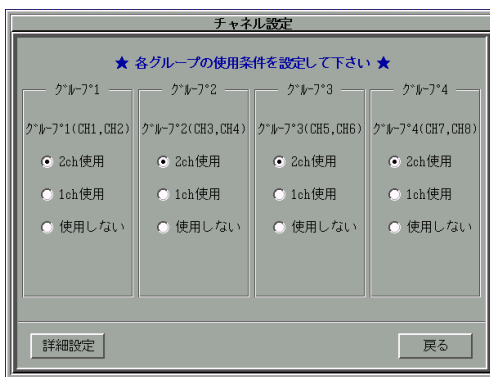 チャネル設定
★ 各グループの使用条件を設定して下さい ★
グループ1 グループ2 グループ3 グループ4
グループ1(CH1,CH2) グループ2(CH3,CH4) グループ3(CH5,CH6) グループ4(CH7,CH8)
2ch使用 2ch使用 2ch使用 2ch使用
1ch使用 1ch使用 1ch使用 1ch使用
使用しない 使用しない 使用しない 使用しない
詳細設定 戻る